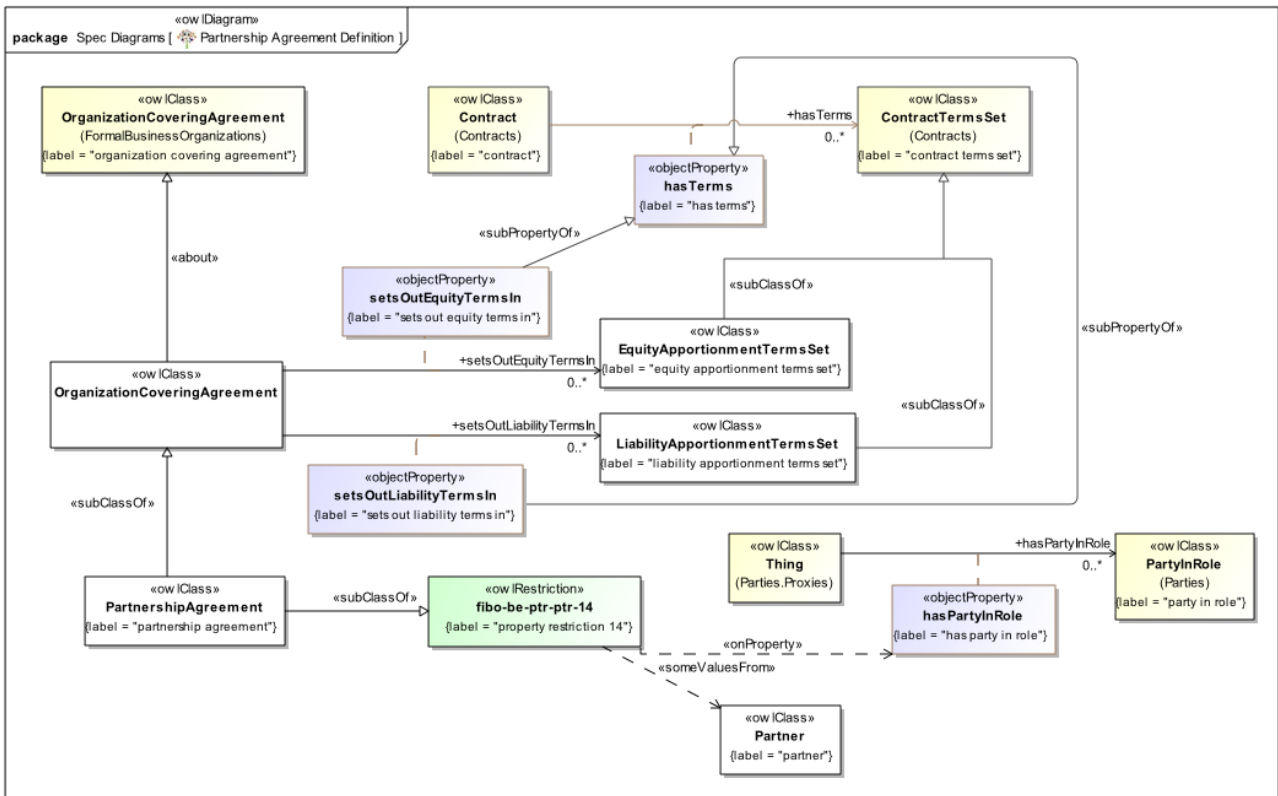 «owlDiagram»
package Spec Diagrams [ Partnership Agreement Definition ]
«owlClass»
OrganizationCoveringAgreement
(FormalBusinessOrganizations)
{label = "organization covering agreement"}
«owlClass»
Contract
(Contracts)
{label = "contract"}
+hasTerms
0..*
«owlClass»
ContractTermsSet
(Contracts)
{label = "contract terms set"}
«objectProperty»
hasTerms
{label = "has terms"}
«subPropertyOf»
«about»
«objectProperty»
setsOutEquityTermsIn
{label = "sets out equity terms in"}
«subClassOf»
«subPropertyOf»
«owlClass»
OrganizationCoveringAgreement
+setsOutEquityTermsIn
0..*
«owlClass»
EquityApportionmentTermsSet
{label = "equity apportionment terms set"}
«subClassOf»
+setsOutLiabilityTermsIn
0..*
«owlClass»
LiabilityApportionmentTermsSet
{label = "liability apportionment terms set"}
«objectProperty»
setsOutLiabilityTermsIn
{label = "sets out liability terms in"}
«subClassOf»
«owlClass»
Thing
(Parties.Proxies)
+hasPartyInRole
0..*
«owlClass»
PartyInRole
(Parties)
{label = "party in role"}
«owlClass»
PartnershipAgreement
{label = "partnership agreement"}
«subClassOf»
«owlRestriction»
fibo-be-ptr-ptr-14
{label = "property restriction 14"}
«objectProperty»
hasPartyInRole
{label = "has party in role"}
«onProperty»
«someValuesFrom»
«owlClass»
Partner
{label = "partner"}